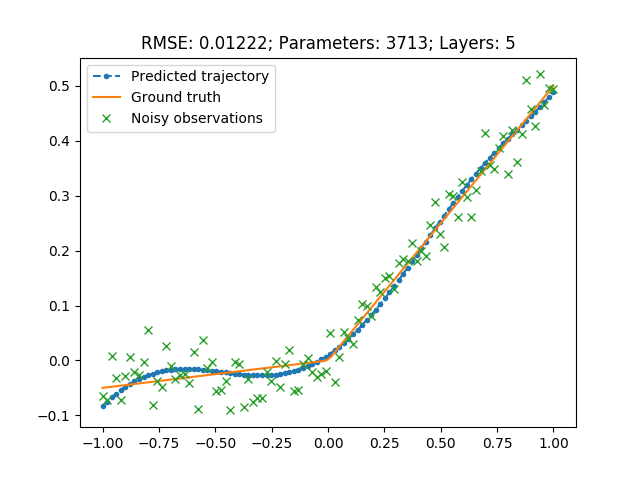 RMSE: 0.01222; Parameters: 3713; Layers: 5
Predicted trajectory
Ground truth
Noisy observations
0.5
0.4
0.3
0.2
0.1
0.0
−0.1
−1.00 −0.75 −0.50 −0.25 0.00 0.25 0.50 0.75 1.00